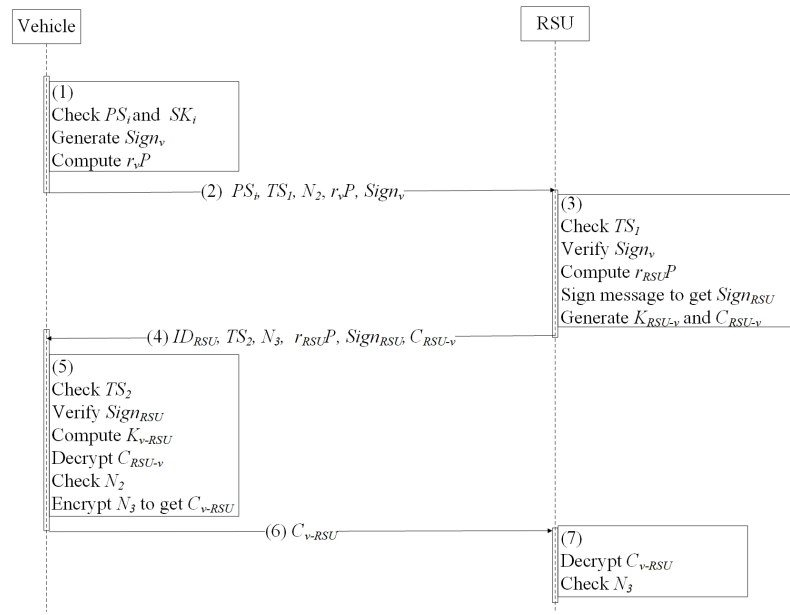 Vehicle
RSU
(1)
Check PSi and SKi
Generate Signv
Compute rvP
(2) PSi, TS1, N2, rvP, Signv
(3)
Check TS1
Verify Signv
Compute rRSUP
Sign message to get SignRSU
Generate KRSU-v and CRSU-v
(4) IDRSU, TS2, N3, rRSUP, SignRSU, CRSU-v
(5)
Check TS2
Verify SignRSU
Compute Kv-RSU
Decrypt CRSU-v
Check N2
Encrypt N3 to get Cv-RSU
(6) Cv-RSU
(7)
Decrypt Cv-RSU
Check N3